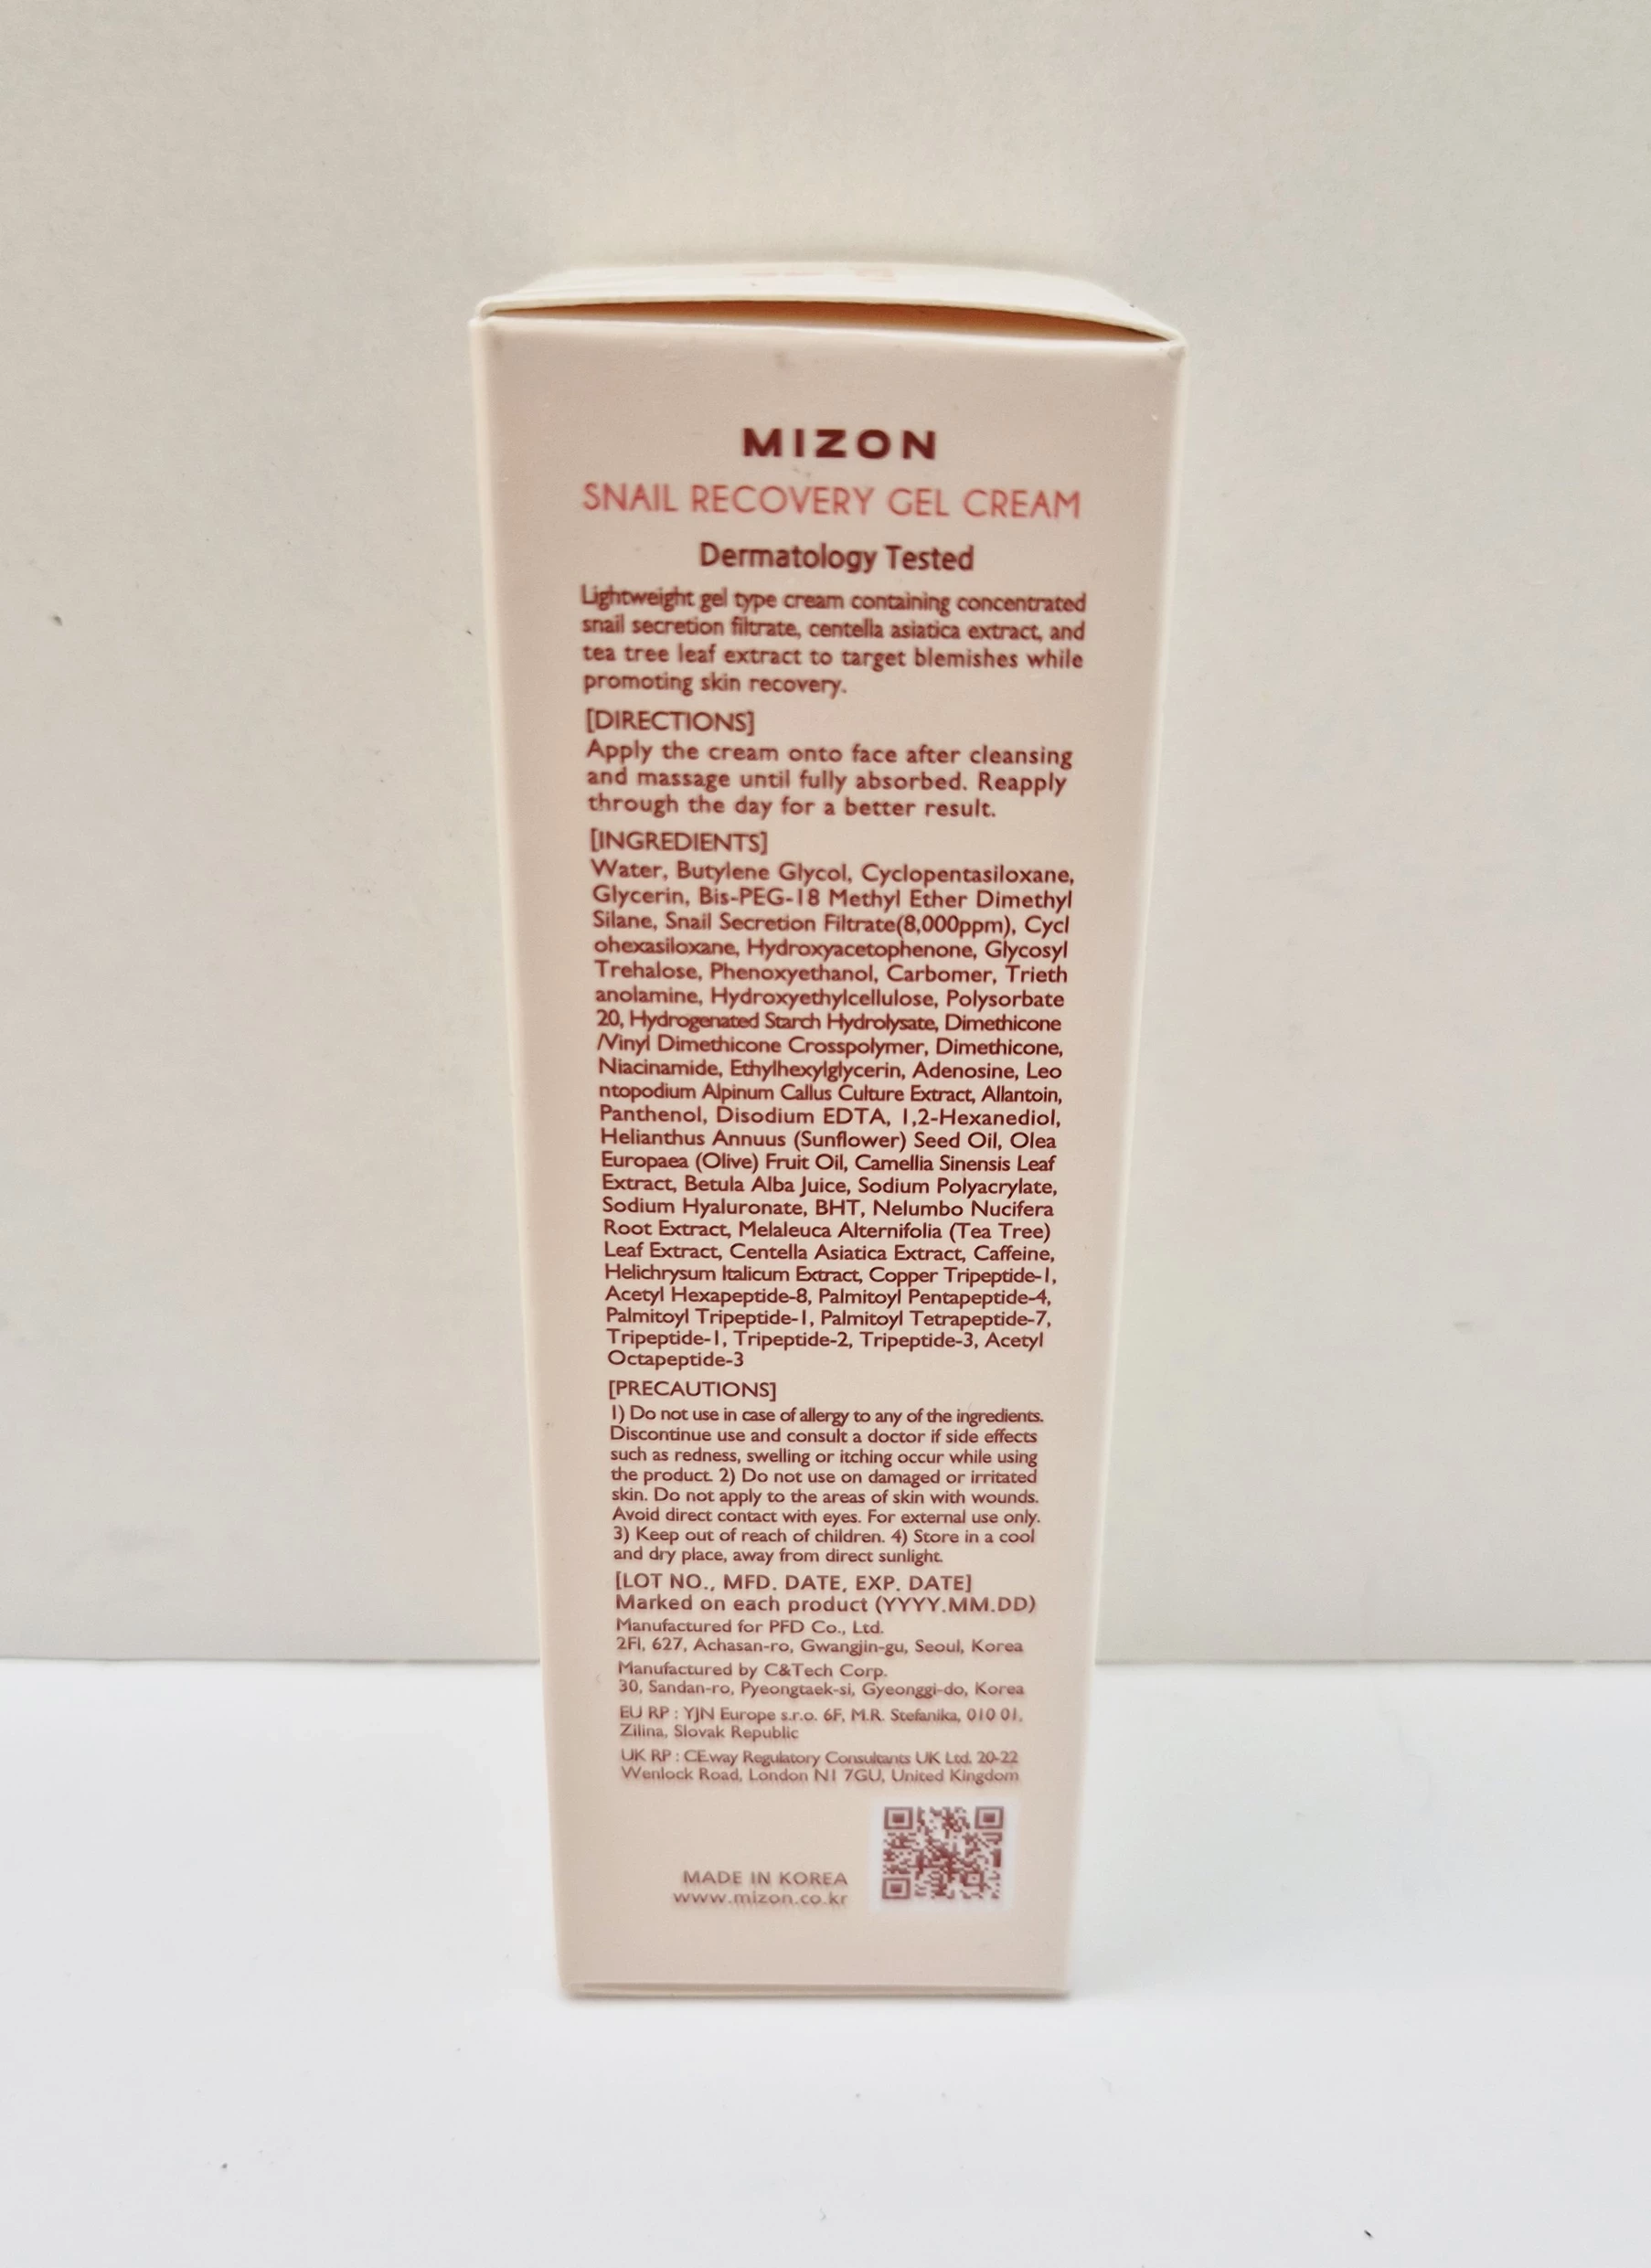 MIZON
SNAIL RECOVERY GEL CREAM
Dermatology Tested
Lightweight gel type cream containing concentrated
snail secretion filtrate, centella asiatica extract, and
tea tree leaf extract to target blemishes while
promoting skin recovery.
[DIRECTIONS]
Apply the cream onto face after cleansing
and massage until fully absorbed. Reapply
through the day for a better result.
[INGREDIENTS]
Water, Butylene Glycol, Cyclopentasiloxane,
Glycerin, Bis-PEG-18 Methyl Ether Dimethyl
Silane, Snail Secretion Filtrate(8,000ppm), Cycl
ohexasiloxane, Hydroxyacetophenone, Glycosyl
Trehalose, Phenoxyethanol, Carbomer, Trieth
anolamine, Hydroxyethylcellulose, Polysorbate
20, Hydrogenated Starch Hydrolysate, Dimethicone
/Vinyl Dimethicone Crosspolymer, Dimethicone,
Niacinamide, Ethylhexylglycerin, Adenosine, Leo
ntopodium Alpinum Callus Culture Extract, Allantoin,
Panthenol, Disodium EDTA, 1,2-Hexanediol,
Helianthus Annuus (Sunflower) Seed Oil, Olea
Europaea (Olive) Fruit Oil, Camellia Sinensis Leaf
Extract, Betula Alba Juice, Sodium Polyacrylate,
Sodium Hyaluronate, BHT, Nelumbo Nucifera
Root Extract, Melaleuca Alternifolia (Tea Tree)
Leaf Extract, Centella Asiatica Extract, Caffeine,
Helichrysum Italicum Extract, Copper Tripeptide-1,
Acetyl Hexapeptide-8, Palmitoyl Pentapeptide-4,
Palmitoyl Tripeptide-1, Palmitoyl Tetrapeptide-7,
Tripeptide-1, Tripeptide-2, Tripeptide-3, Acetyl
Octapeptide-3
[PRECAUTIONS]
1) Do not use in case of allergy to any of the ingredients.
Discontinue use and consult a doctor if side effects
such as redness, swelling or itching occur while using
the product. 2) Do not use on damaged or irritated
skin. Do not apply to the areas of skin with wounds.
Avoid direct contact with eyes. For external use only.
3) Keep out of reach of children. 4) Store in a cool
and dry place, away from direct sunlight.
[LOT NO., MFD. DATE, EXP. DATE]
Marked on each product (YYYY.MM.DD)
Manufactured for PFD Co., Ltd.
2Fl, 627, Achasan-ro, Gwangjin-gu, Seoul, Korea
Manufactured by C&Tech Corp.
30, Sandan-ro, Pyeongtaek-si, Gyeonggi-do, Korea
EU RP : YJN Europe s.r.o. 6F, M.R. Stefanika, 010 01,
Zilina, Slovak Republic
UK RP : CEway Regulatory Consultants UK Ltd. 20-22
Wenlock Road, London N1 7GU, United Kingdom
MADE IN KOREA
www.mizon.co.kr